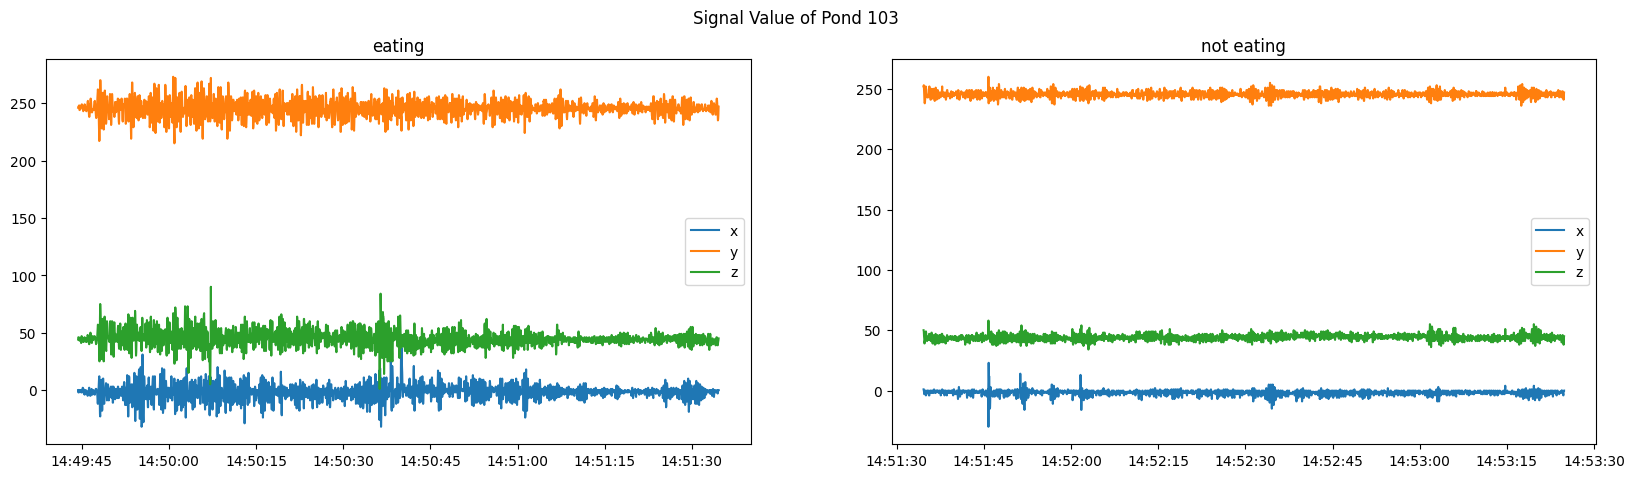 Signal Value of Pond 103
eating
250
200
150
100
50
0
14:49:45 14:50:00 14:50:15 14:50:30 14:50:45 14:51:00 14:51:15 14:51:30
x
y
z
not eating
250
200
150
100
50
0
14:51:30 14:51:45 14:52:00 14:52:15 14:52:30 14:52:45 14:53:00 14:53:15 14:53:30
x
y
z